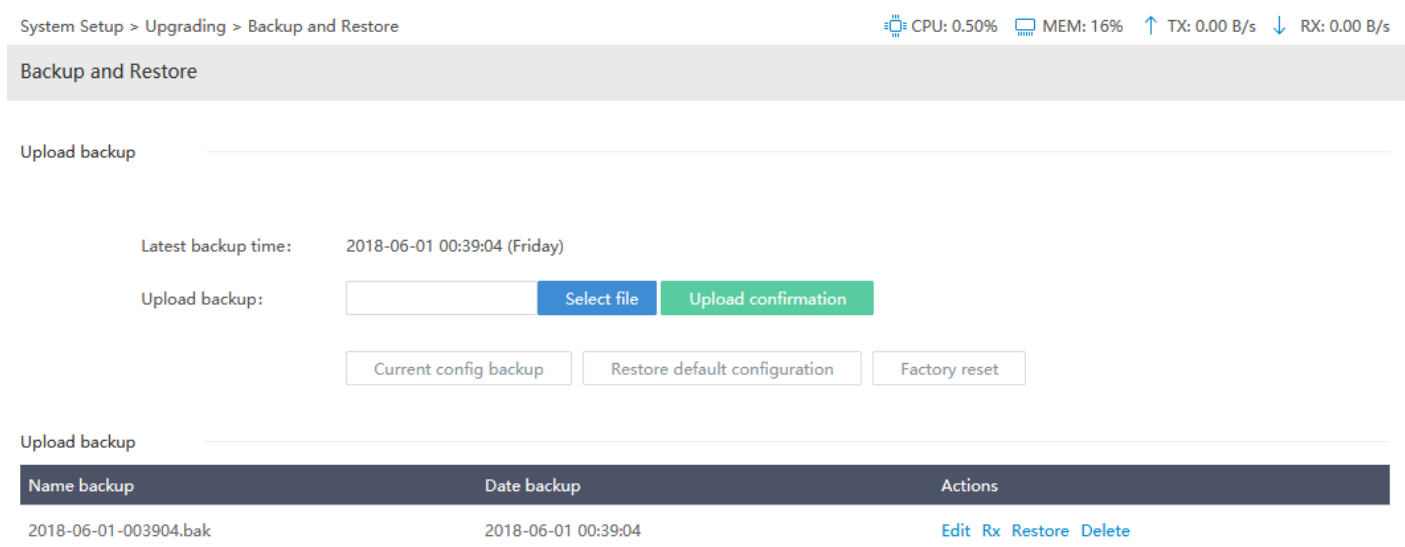 System Setup > Upgrading > Backup and Restore CPU: 0.50% MEM: 16% TX: 0.00 B/s RX: 0.00 B/s
Backup and Restore
Upload backup
Latest backup time: 2018-06-01 00:39:04 (Friday)
Upload backup: Select file Upload confirmation
Current config backup Restore default configuration Factory reset
Upload backup
Name backup Date backup Actions
2018-06-01-003904.bak 2018-06-01 00:39:04 Edit Rx Restore Delete